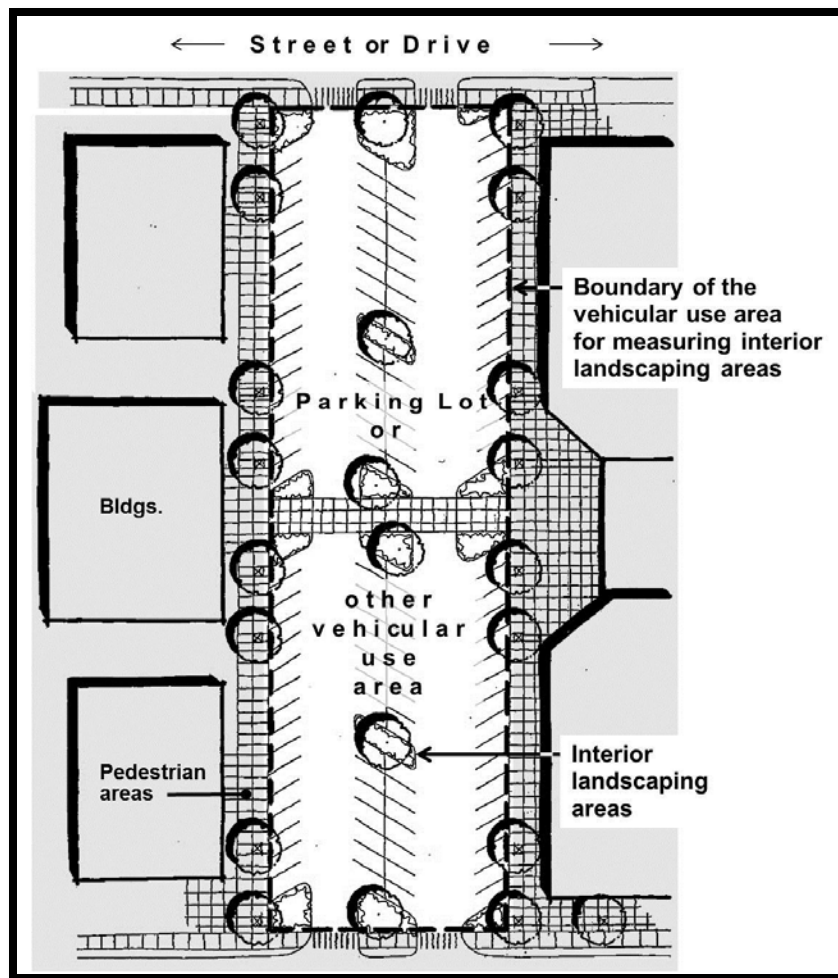 Street or Drive
Boundary of the
vehicular use area
for measuring interior
landscaping areas
Parking Lot
or
Bldgs.
other
vehicular
use
area
Pedestrian
areas
Interior
landscaping
areas